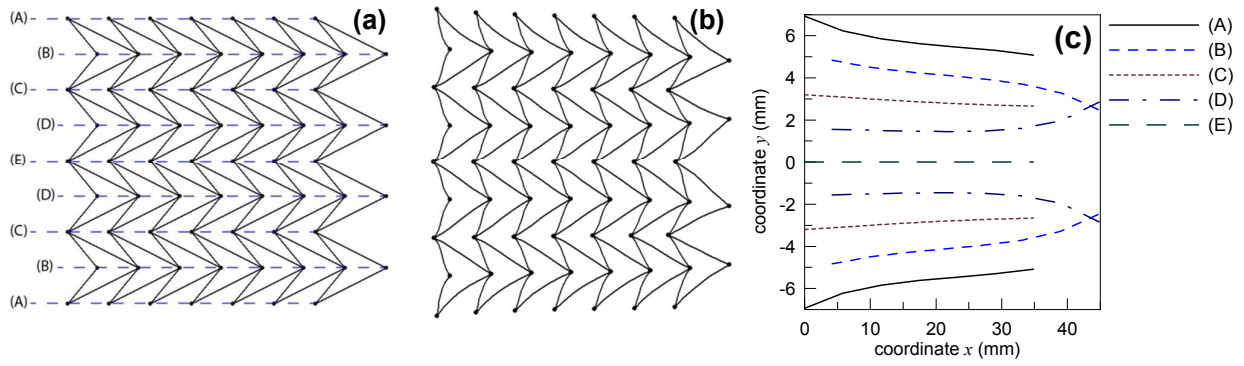 (a)
(A)
(B)
(C)
(D)
(E)
(D)
(C)
(B)
(A)
(b)
(c)
6
4
2
0
-2
-4
-6
coordinate y (mm)
0 10 20 30 40
coordinate x (mm)
(A)
(B)
(C)
(D)
(E)